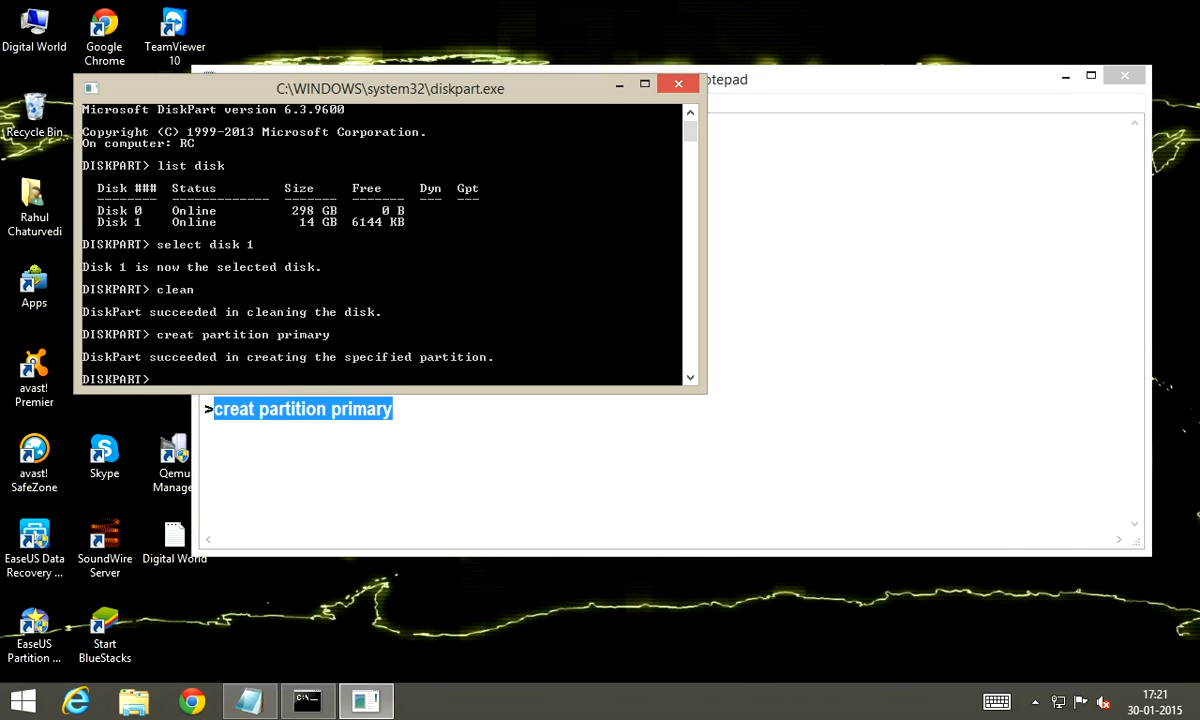 Digital World
Google
Chrome
TeamViewer
10
Recycle Bin
Rahul
Chaturvedi
Apps
avast!
Premier
avast!
SafeZone
Skype
Qemu
Manage
EaseUS Data
Recovery ...
SoundWire
Server
Digital World
EaseUS
Partition ...
Start
BlueStacks
otepad
C:\WINDOWS\system32\diskpart.exe
Microsoft DiskPart version 6.3.9600
Copyright (C) 1999-2013 Microsoft Corporation.
On computer: RC
DISKPART> list disk
Disk ### Status Size Free Dyn Gpt
-------- ------------- ------- ------- --- ---
Disk 0 Online 298 GB 0 B
Disk 1 Online 14 GB 6144 KB
DISKPART> select disk 1
Disk 1 is now the selected disk.
DISKPART> clean
DiskPart succeeded in cleaning the disk.
DISKPART> creat partition primary
DiskPart succeeded in creating the specified partition.
DISKPART>
>creat partition primary
C:\
17:21
30-01-2015